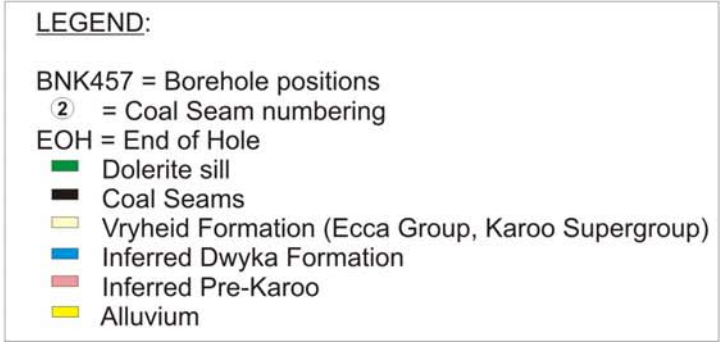 LEGEND:
BNK457 = Borehole positions
2 = Coal Seam numbering
EOH = End of Hole
Dolerite sill
Coal Seams
Vryheid Formation (Ecca Group, Karoo Supergroup)
Inferred Dwyka Formation
Inferred Pre-Karoo
Alluvium